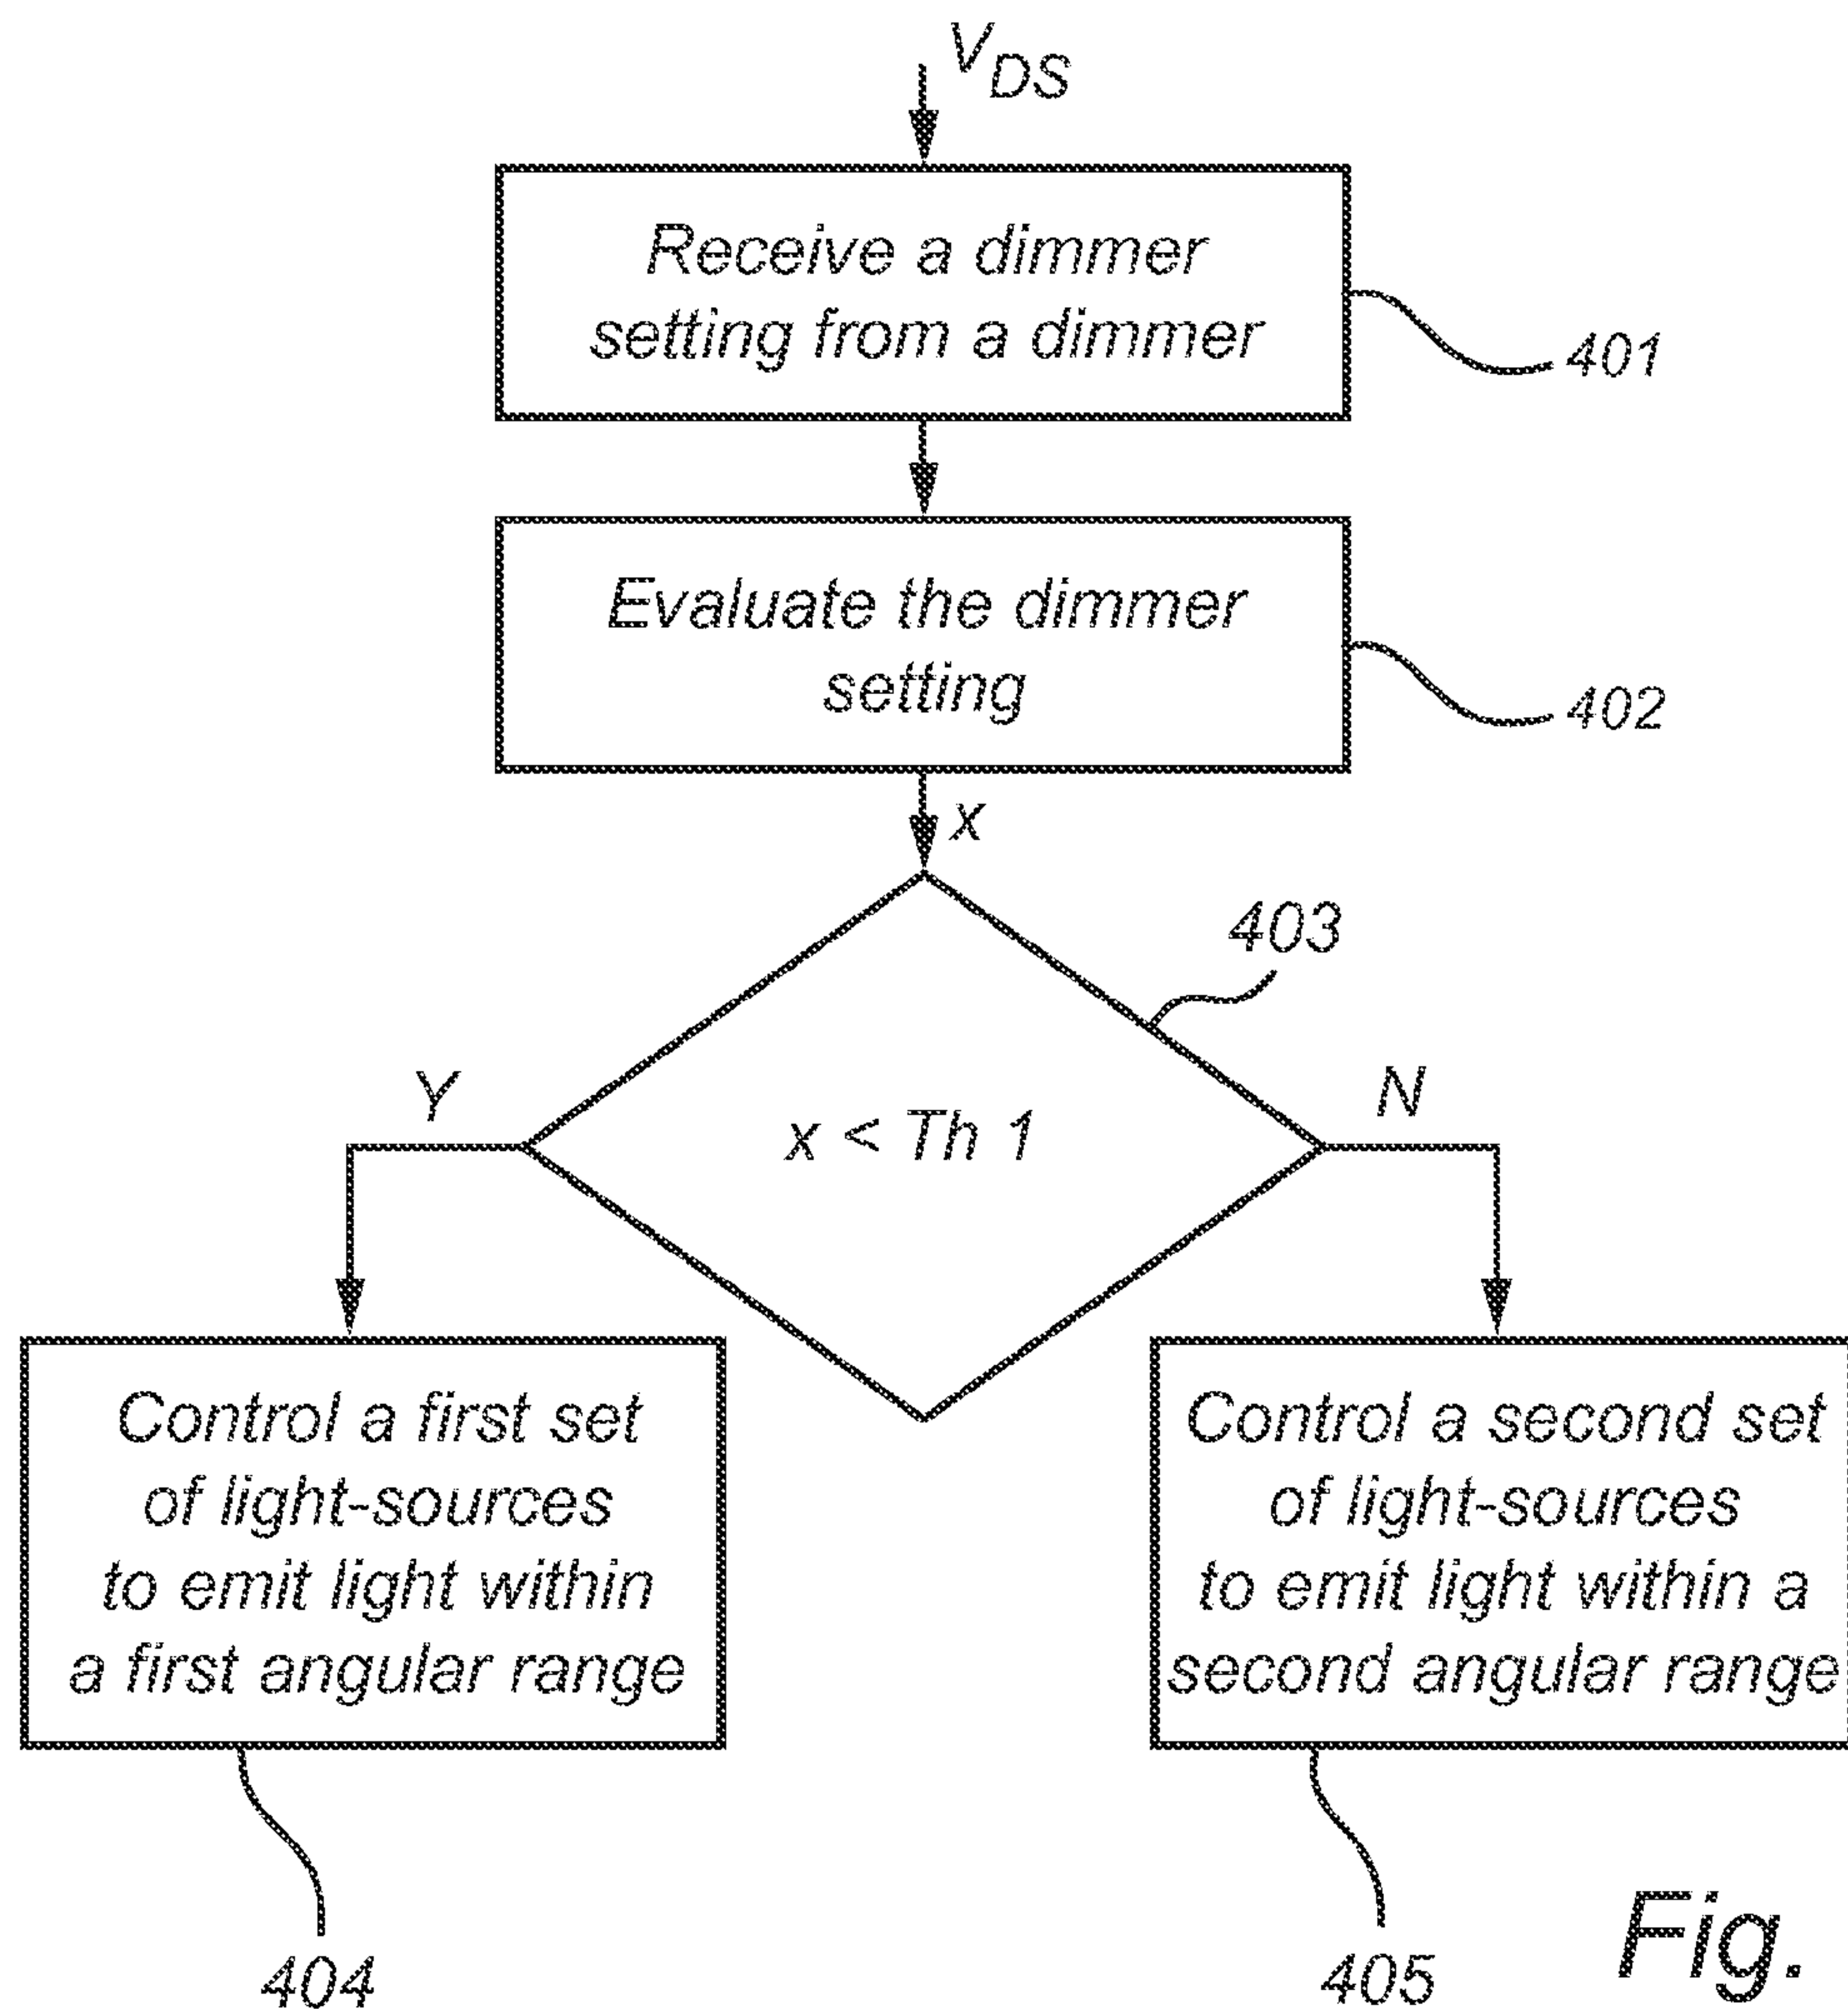 V_DS
Receive a dimmer
setting from a dimmer
401
Evaluate the dimmer
setting
402
x
403
Y
N
x < Th 1
Control a first set
of light-sources
to emit light within
a first angular range
Control a second set
of light-sources
to emit light within a
second angular range
404
405
Fig.